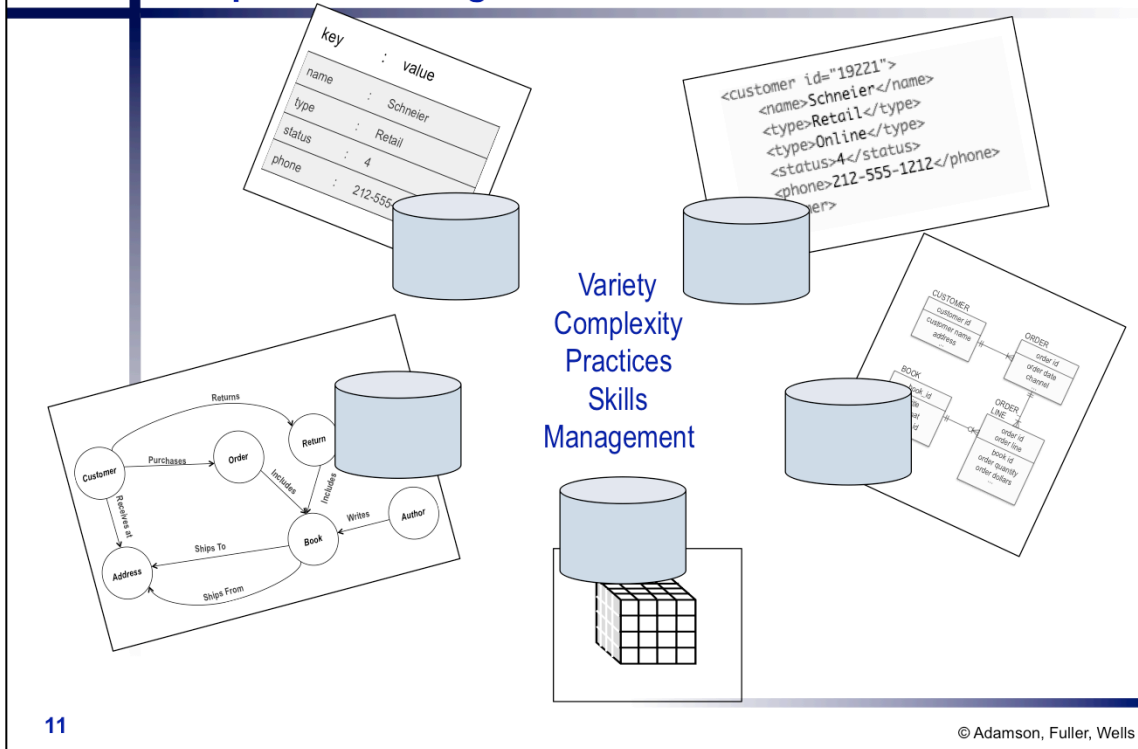 key : value
name : Schneier
type : Retail
status : 4
phone : 212-555-
<customer id="19221">
<name>Schneier</name>
<type>Retail</type>
<type>Online</type>
<status>4</status>
<phone>212-555-1212</phone>
mer>
Variety
Complexity
Practices
Skills
Management
CUSTOMER
customer id
customer name
address
...
ORDER
order id
order date
channel
BOOK
book_id
ORDER_
LINE
order id
order line
book id
order quantity
order dollars
...
Returns
Customer
Purchases
Order
Return
Includes
Includes
Receives at
Writes
Author
Book
Ships To
Address
Ships From
11
© Adamson, Fuller, Wells